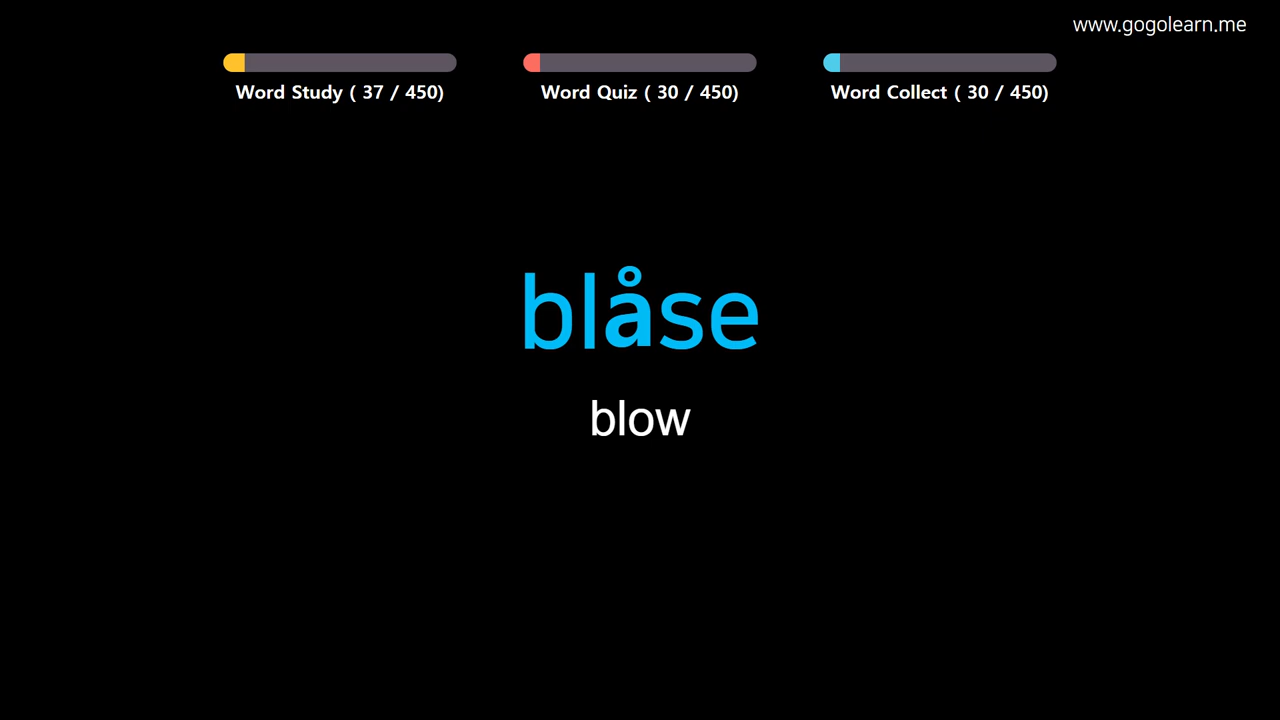 www.gogolearn.me
Word Study ( 37 / 450)
Word Quiz ( 30 / 450)
Word Collect ( 30 / 450)
blåse
blow